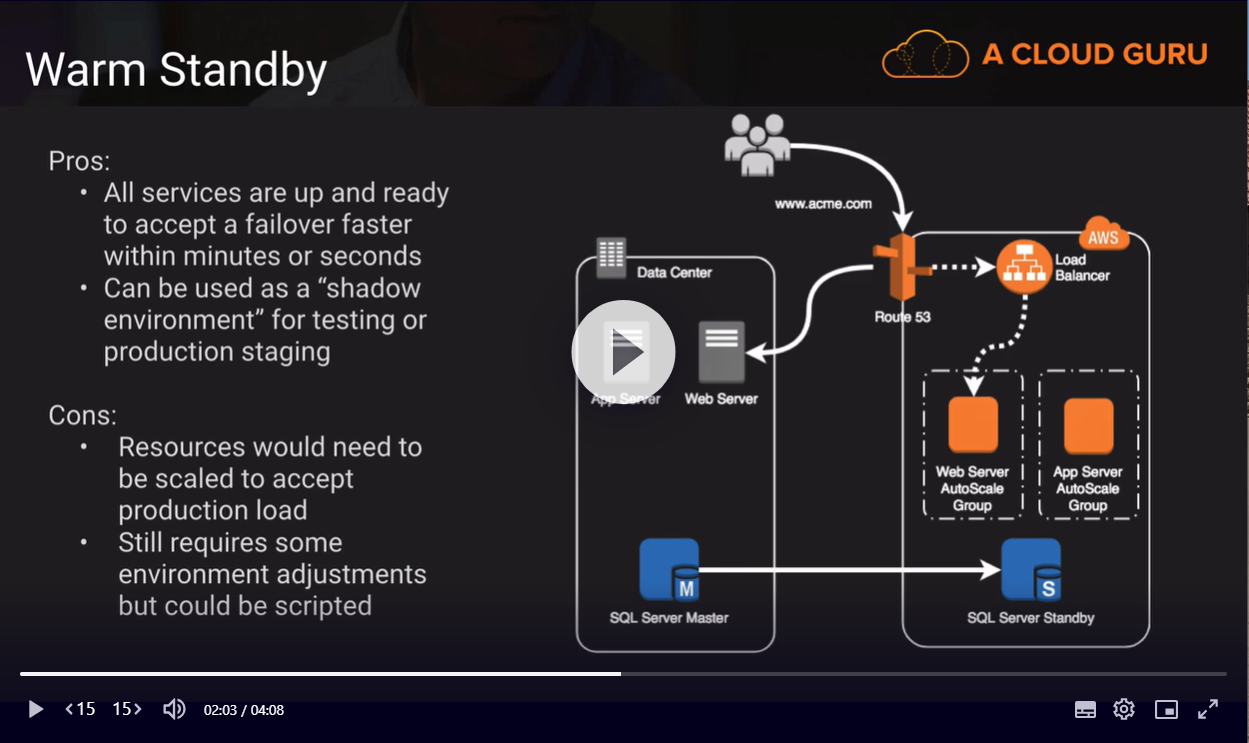 Warm Standby
A CLOUD GURU
Pros:
• All services are up and ready
to accept a failover faster
within minutes or seconds
• Can be used as a “shadow
environment” for testing or
production staging
Cons:
• Resources would need to
be scaled to accept
production load
• Still requires some
environment adjustments
but could be scripted
www.acme.com
AWS
Data Center
Load
Balancer
Route 53
App Server
Web Server
Web Server
AutoScale
Group
App Server
AutoScale
Group
M
S
SQL Server Master
SQL Server Standby
<15
15>
02:03 / 04:08